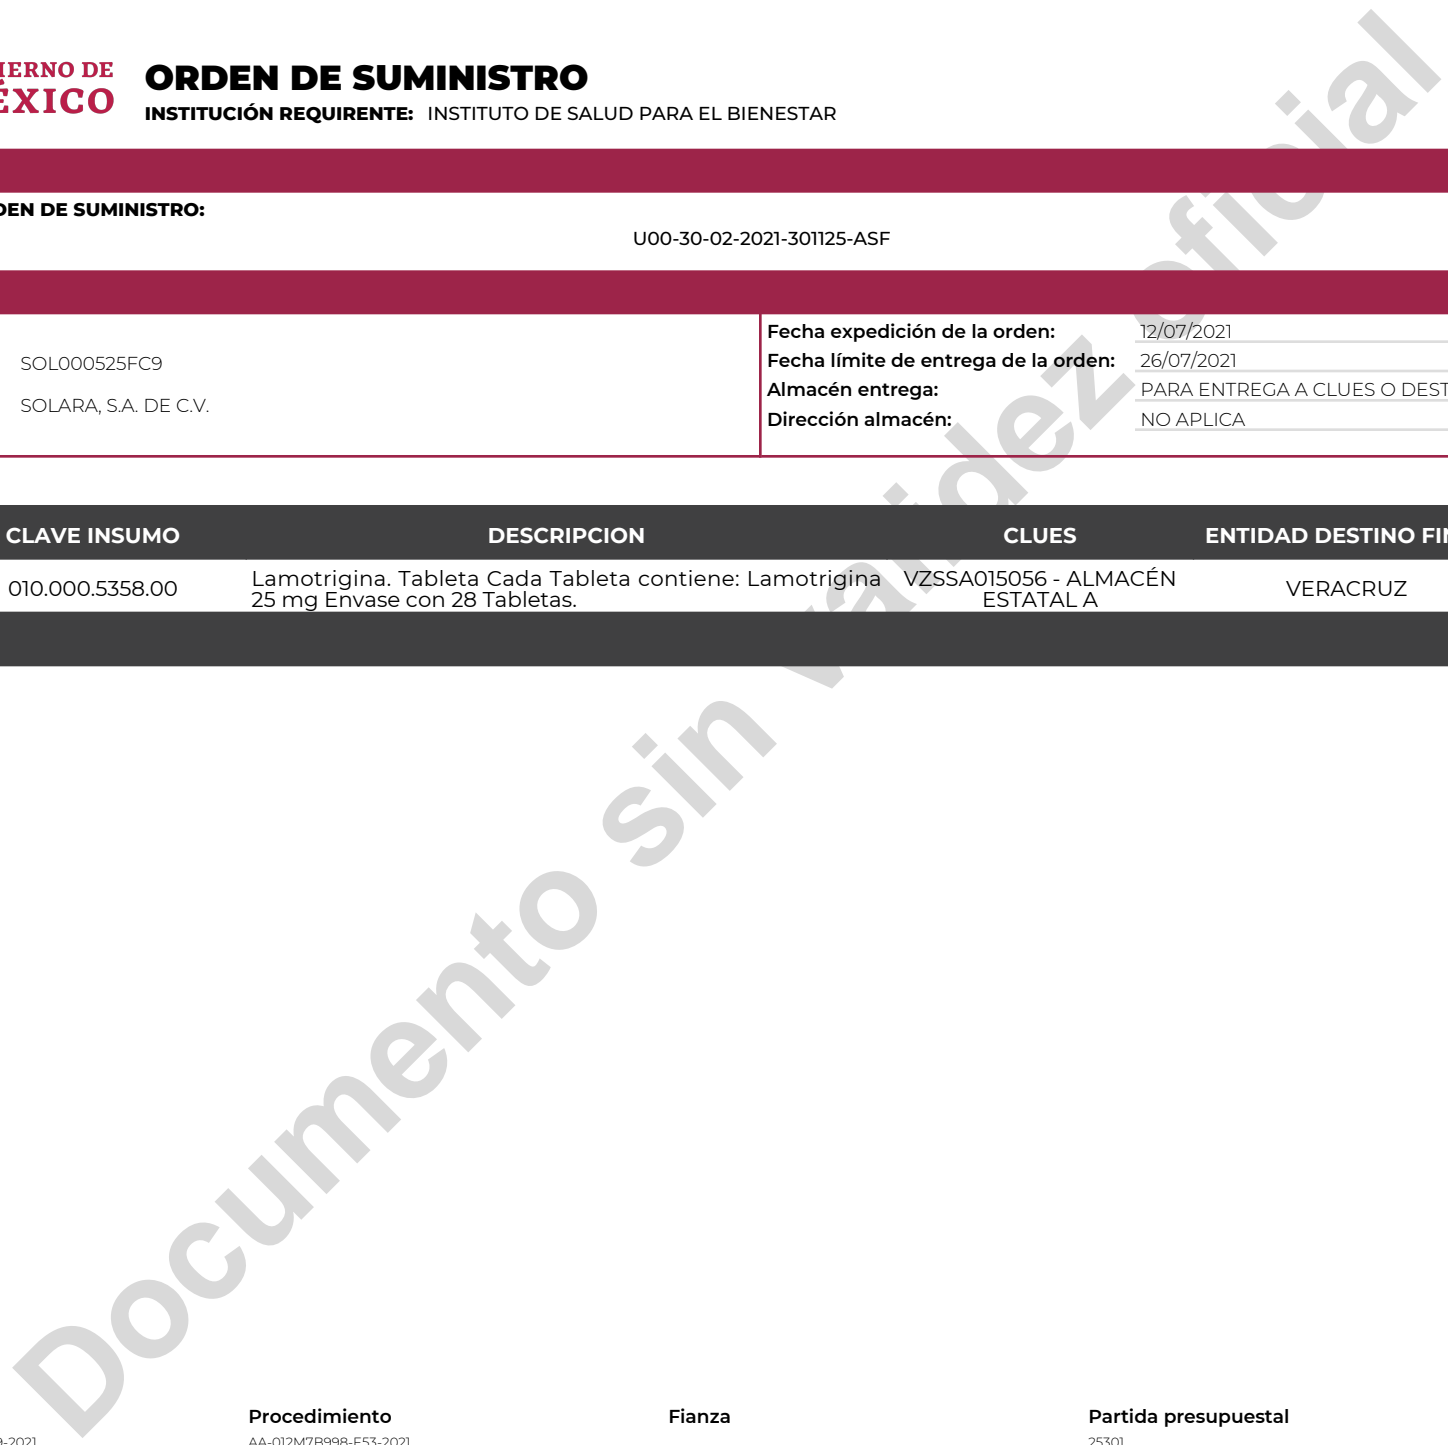 IERNO DE
ÉXICO
ORDEN DE SUMINISTRO
INSTITUCIÓN REQUIRENTE: INSTITUTO DE SALUD PARA EL BIENESTAR
DEN DE SUMINISTRO:
U00-30-02-2021-301125-ASF
SOL000525FC9
SOLARA, S.A. DE C.V.
Fecha expedición de la orden: 12/07/2021
Fecha límite de entrega de la orden: 26/07/2021
Almacén entrega: PARA ENTREGA A CLUES O DEST
Dirección almacén: NO APLICA
CLAVE INSUMO DESCRIPCION CLUES ENTIDAD DESTINO FIN
010.000.5358.00 Lamotrigina. Tableta Cada Tableta contiene: Lamotrigina VZSSA015056 - ALMACÉN VERACRUZ
25 mg Envase con 28 Tabletas. ESTATAL A
Documento sin validez oficial
Procedimiento Fianza Partida presupuestal
9-2021 AA-012M7B998-E53-2021 25301